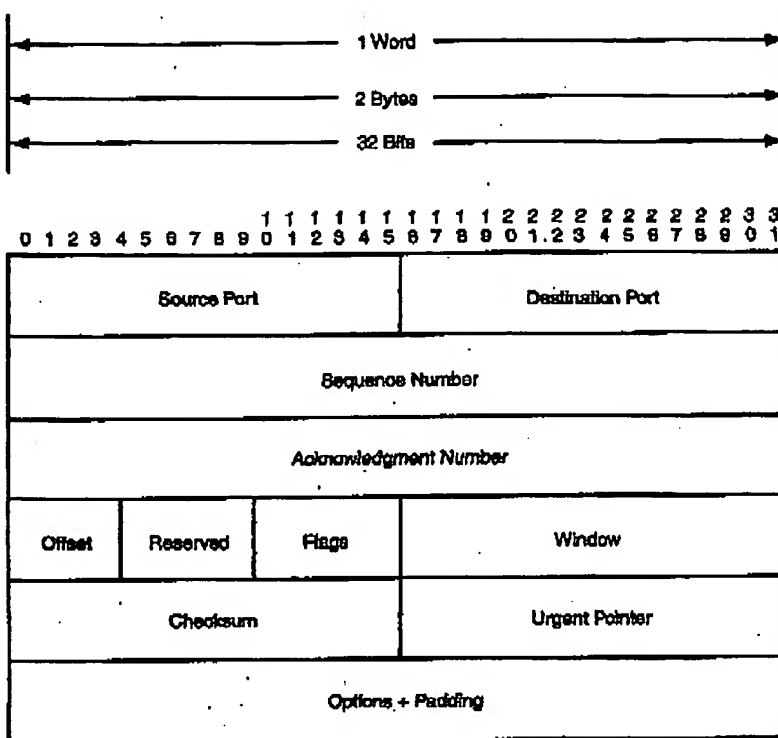 1 Word
2 Bytes
32 Bits
1 1 1 1 1 1 1 1 1 1 2 2 2 2 2 2 2 2 2 2 3 3
0 1 2 3 4 5 6 7 8 9 0 1 2 3 4 5 6 7 8 9 0 1 2 3 4 5 6 7 8 9 0 1
Source Port Destination Port
Sequence Number
Acknowledgment Number
Offset Reserved Flags Window
Checksum Urgent Pointer
Options + Padding